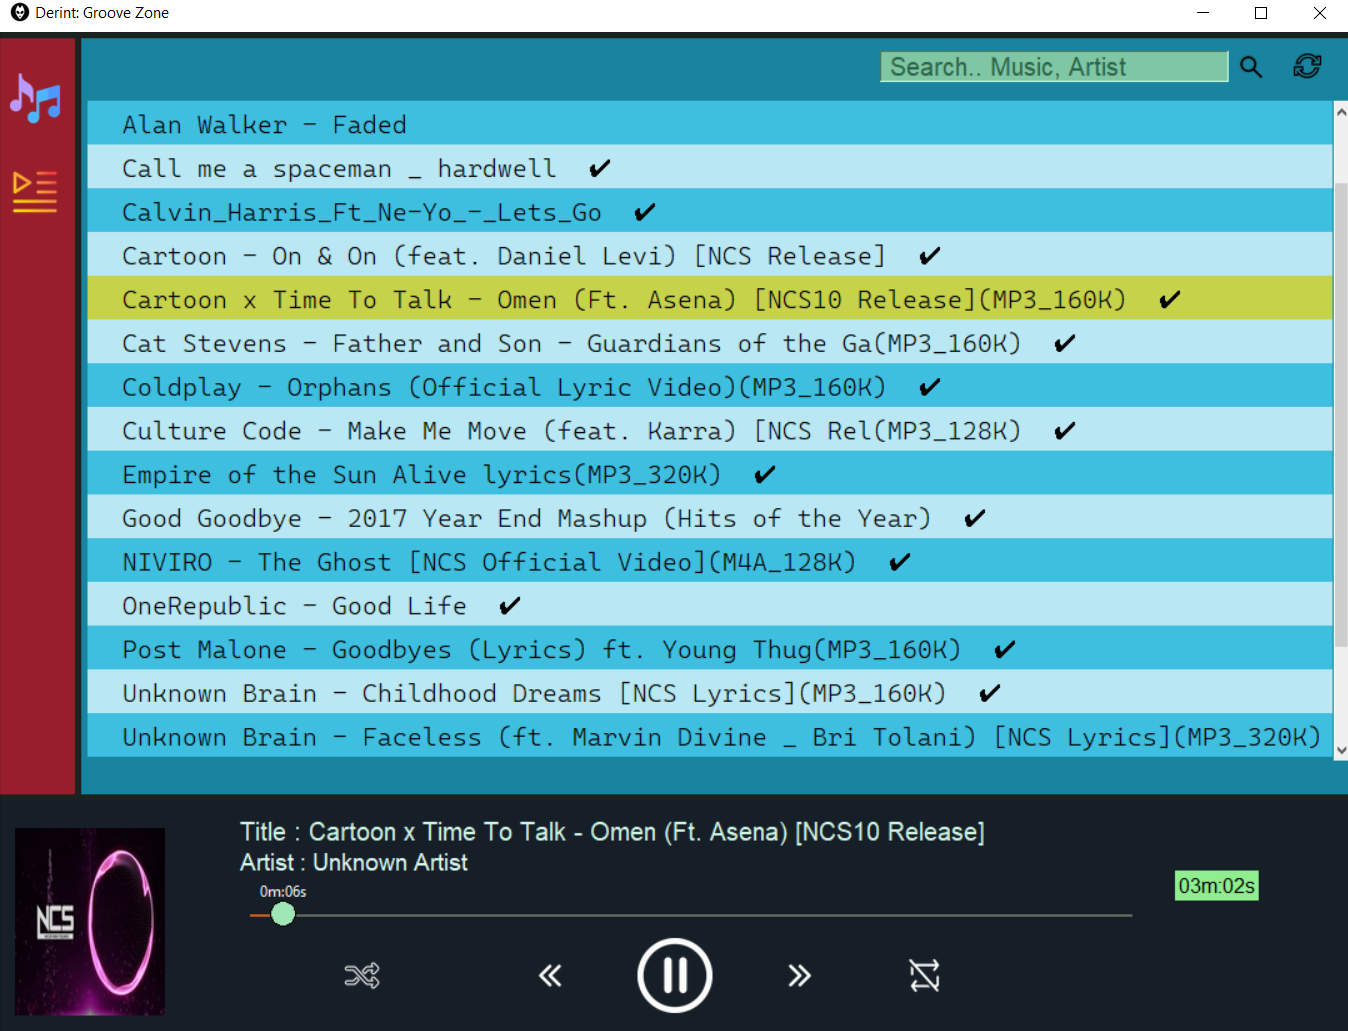 Derint: Groove Zone
Search.. Music, Artist
Alan Walker - Faded
Call me a spaceman _ hardwell ✔
Calvin_Harris_Ft_Ne-Yo_-_Lets_Go ✔
Cartoon - On & On (feat. Daniel Levi) [NCS Release] ✔
Cartoon x Time To Talk - Omen (Ft. Asena) [NCS10 Release](MP3_160K) ✔
Cat Stevens - Father and Son - Guardians of the Ga(MP3_160K) ✔
Coldplay - Orphans (Official Lyric Video)(MP3_160K) ✔
Culture Code - Make Me Move (feat. Karra) [NCS Rel(MP3_128K) ✔
Empire of the Sun Alive lyrics(MP3_320K) ✔
Good Goodbye - 2017 Year End Mashup (Hits of the Year) ✔
NIVIRO - The Ghost [NCS Official Video](M4A_128K) ✔
OneRepublic - Good Life ✔
Post Malone - Goodbyes (Lyrics) ft. Young Thug(MP3_160K) ✔
Unknown Brain - Childhood Dreams [NCS Lyrics](MP3_160K) ✔
Unknown Brain - Faceless (ft. Marvin Divine _ Bri Tolani) [NCS Lyrics](MP3_320K)
Title : Cartoon x Time To Talk - Omen (Ft. Asena) [NCS10 Release]
Artist : Unknown Artist
0m:06s
03m:02s
NCS